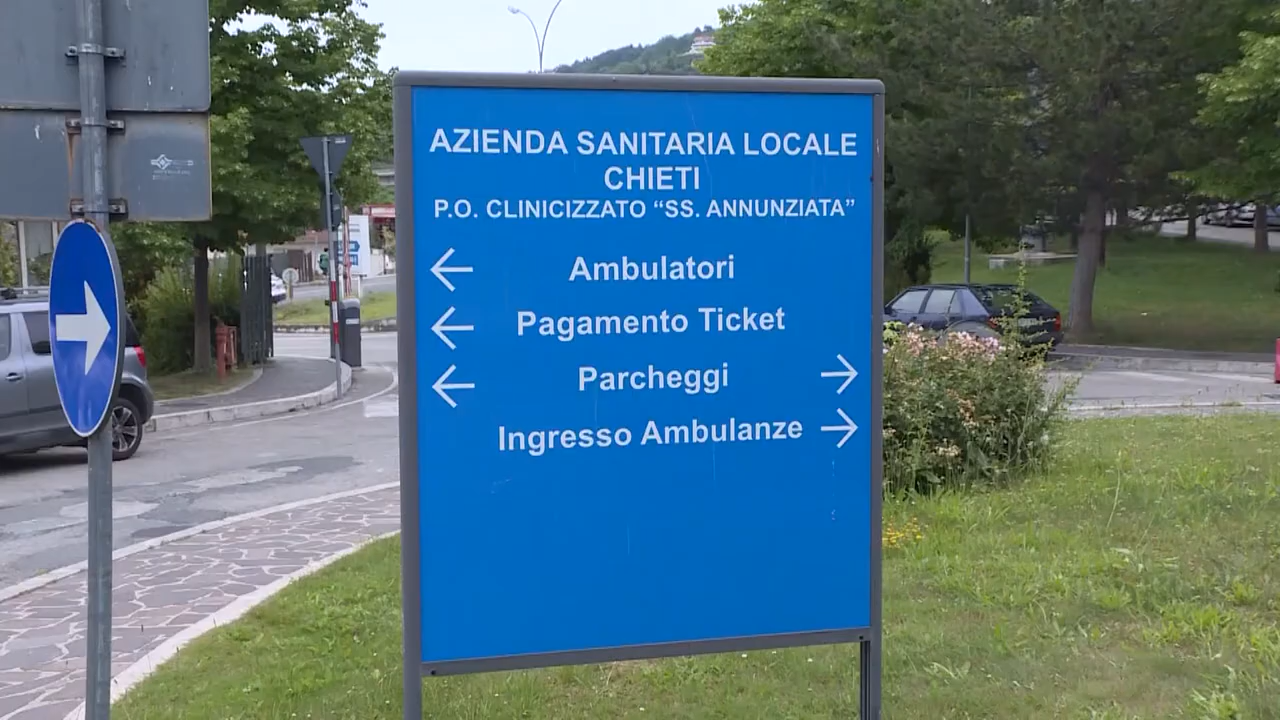 AZIENDA SANITARIA LOCALE
CHIETI
P.O. CLINICIZZATO “SS. ANNUNZIATA”
← Ambulatori
← Pagamento Ticket
← Parcheggi →
Ingresso Ambulanze →